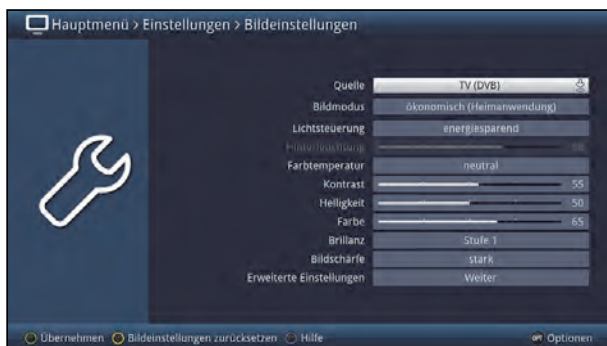 Hauptmenü > Einstellungen > Bildeinstellungen
Quelle TV (DVB)
Bildmodus ökonomisch (Heimanwendung)
Lichtsteuerung energiesparend
Hinterleuchtung
Farbtemperatur neutral
Kontrast 55
Helligkeit 50
Farbe 65
Brillanz Stufe 1
Bildschärfe stark
Erweiterte Einstellungen Weiter
Übernehmen Bildeinstellungen zurücksetzen Hilfe Optionen